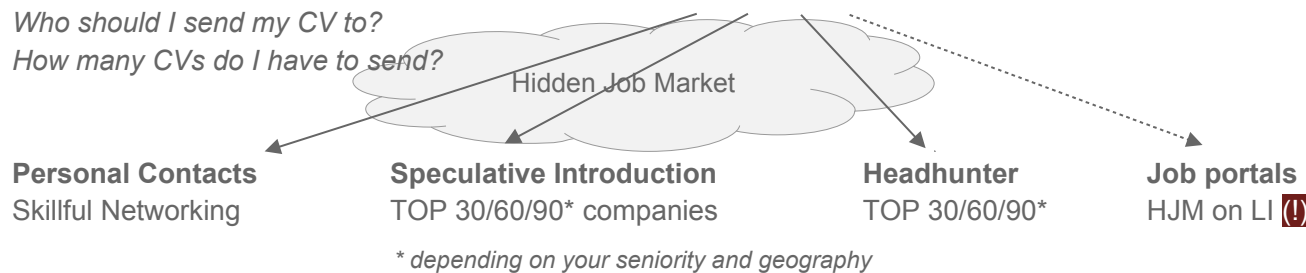 Who should I send my CV to?
How many CVs do I have to send?
Hidden Job Market
Personal Contacts
Skillful Networking
Speculative Introduction
TOP 30/60/90* companies
Headhunter
TOP 30/60/90*
Job portals
HJM on LI (!)
* depending on your seniority and geography